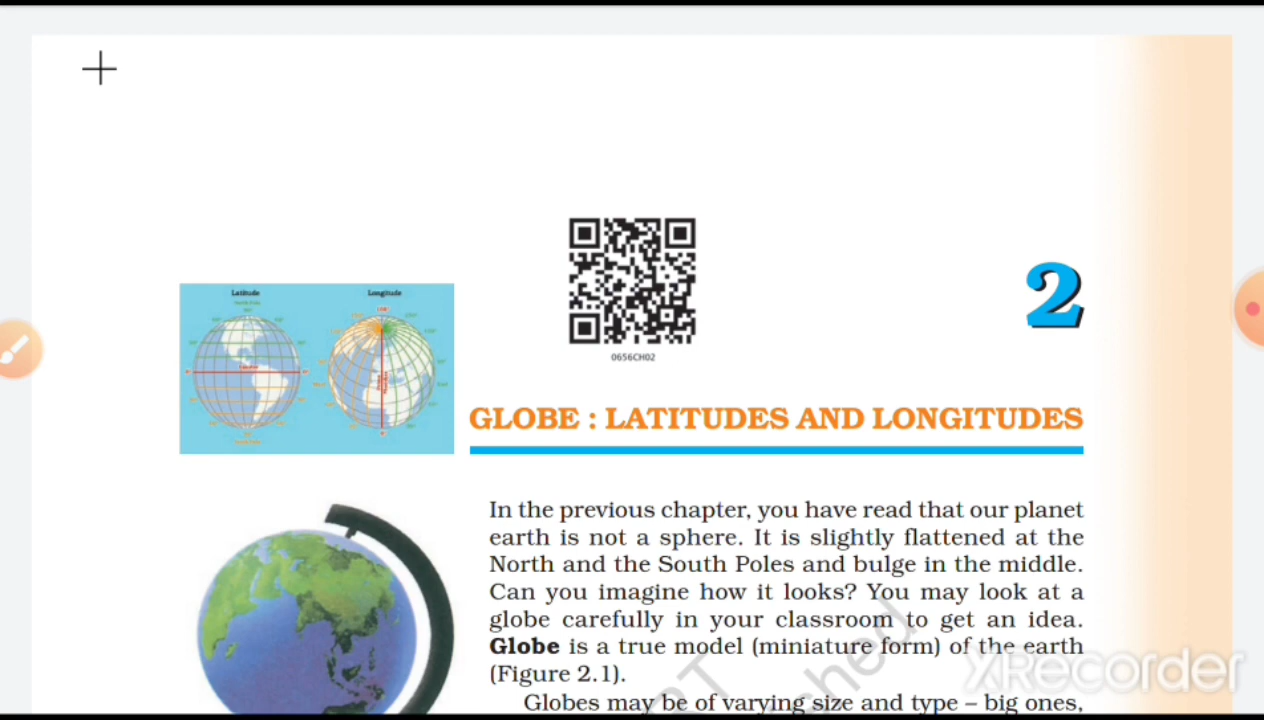 Latitude
Longitude
0656CH02
2
GLOBE : LATITUDES AND LONGITUDES
In the previous chapter, you have read that our planet
earth is not a sphere. It is slightly flattened at the
North and the South Poles and bulge in the middle.
Can you imagine how it looks? You may look at a
globe carefully in your classroom to get an idea.
Globe is a true model (miniature form) of the earth
(Figure 2.1).
Globes may be of varying size and type – big ones,
XRecorder